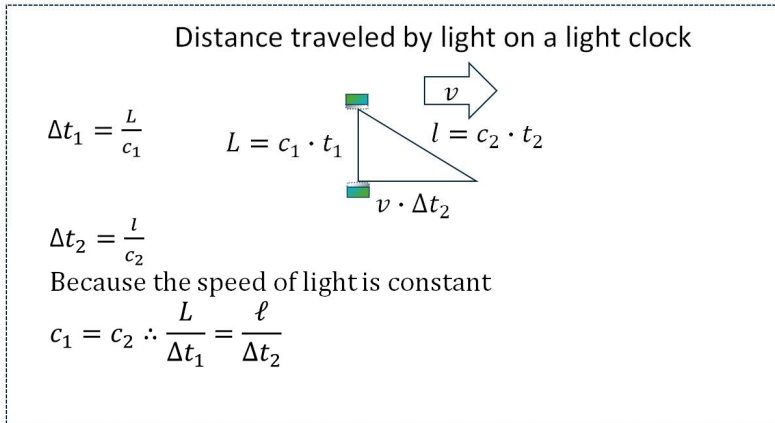 Distance traveled by light on a light clock
v
Δt₁ = L/c₁
L = c₁ · t₁
l = c₂ · t₂
v · Δt₂
Δt₂ = l/c₂
Because the speed of light is constant
c₁ = c₂ ∴ L/Δt₁ = ℓ/Δt₂